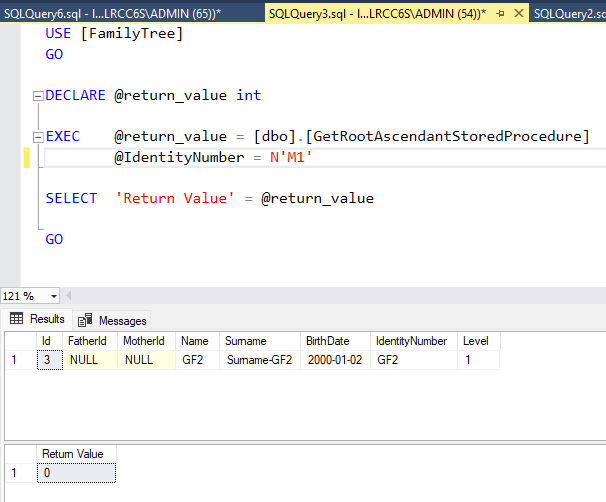 SQLQuery6.sql - I...LRCC6S\ADMIN (65))* SQLQuery3.sql - I...LRCC6S\ADMIN (54))* SQLQuery2.sq
USE [FamilyTree]
GO
DECLARE @return_value int
EXEC @return_value = [dbo].[GetRootAscendantStoredProcedure]
@IdentityNumber = N'M1'
SELECT 'Return Value' = @return_value
GO
121 %
Results Messages
Id FatherId MotherId Name Surname BirthDate IdentityNumber Level
1 3 NULL NULL GF2 Surname-GF2 2000-01-02 GF2 1
Return Value
1 0